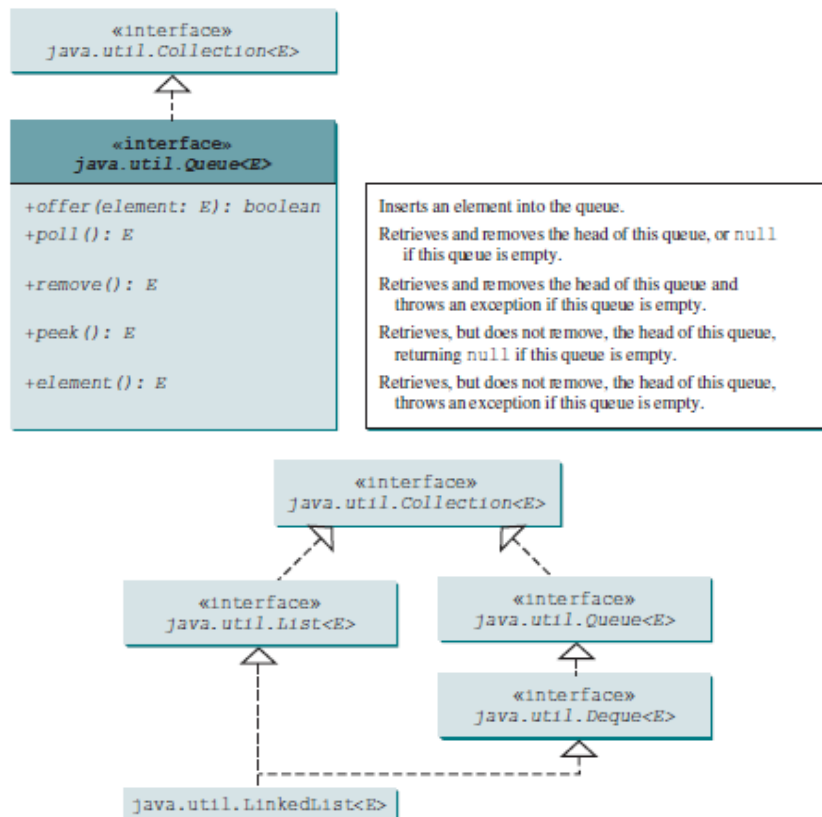 «interface»
java.util.Collection<E>
«interface»
java.util.Queue<E>
+offer(element: E): boolean
+poll(): E
+remove(): E
+peek(): E
+element(): E
Inserts an element into the queue.
Retrieves and removes the head of this queue, or null
if this queue is empty.
Retrieves and removes the head of this queue and
throws an exception if this queue is empty.
Retrieves, but does not remove, the head of this queue,
returning null if this queue is empty.
Retrieves, but does not remove, the head of this queue,
throws an exception if this queue is empty.
«interface»
java.util.Collection<E>
«interface»
java.util.List<E>
«interface»
java.util.Queue<E>
«interface»
java.util.Deque<E>
java.util.LinkedList<E>